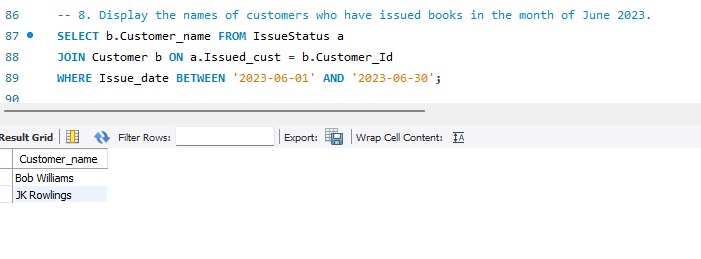 86 -- 8. Display the names of customers who have issued books in the month of June 2023.
87 SELECT b.Customer_name FROM IssueStatus a
88 JOIN Customer b ON a.Issued_cust = b.Customer_Id
89 WHERE Issue_date BETWEEN '2023-06-01' AND '2023-06-30';
90
Result Grid Filter Rows: Export: Wrap Cell Content:
Customer_name
Bob Williams
JK Rowlings